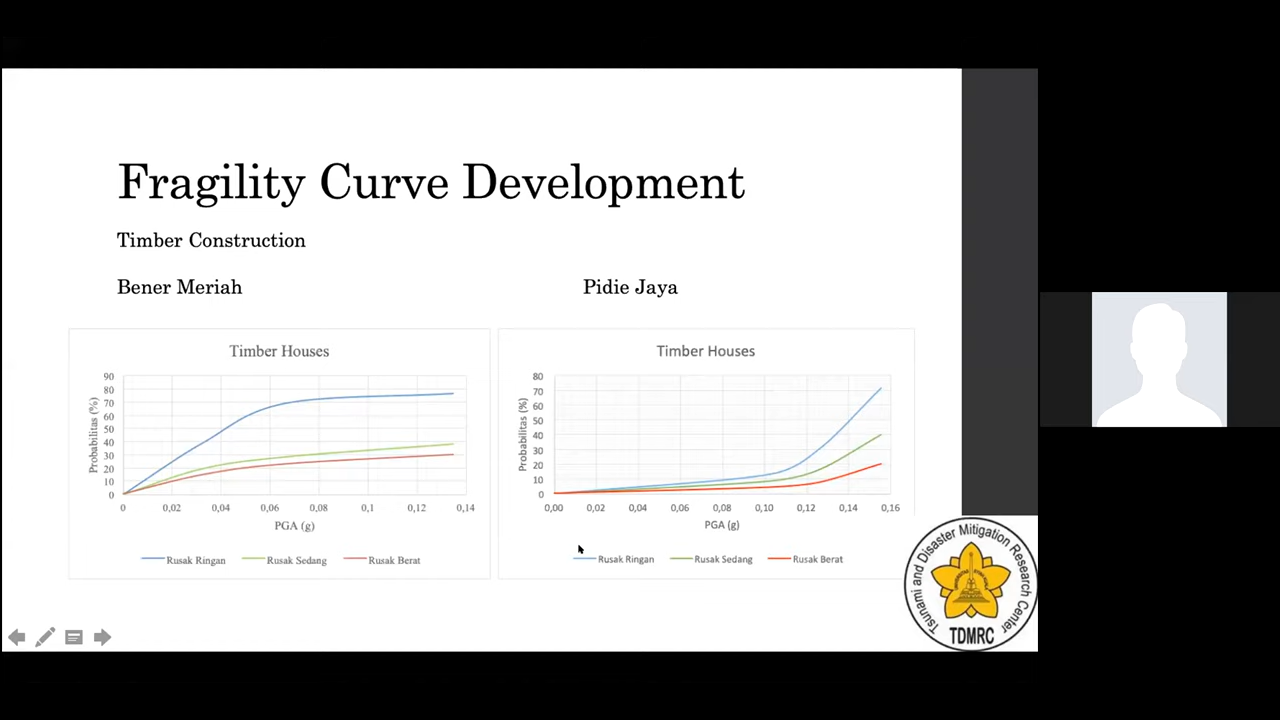 Fragility Curve Development
Timber Construction
Bener Meriah
Pidie Jaya
Timber Houses
Probabilitas (%)
90
80
70
60
50
40
30
20
10
0
0 0,02 0,04 0,06 0,08 0,1 0,12 0,14
PGA (g)
Rusak Ringan Rusak Sedang Rusak Berat
Timber Houses
Probabilitas (%)
80
70
60
50
40
30
20
10
0
0,00 0,02 0,04 0,06 0,08 0,10 0,12 0,14 0,16
PGA (g)
Rusak Ringan Rusak Sedang Rusak Berat
Tsunami and Disaster Mitigation Research Center
TDMRC